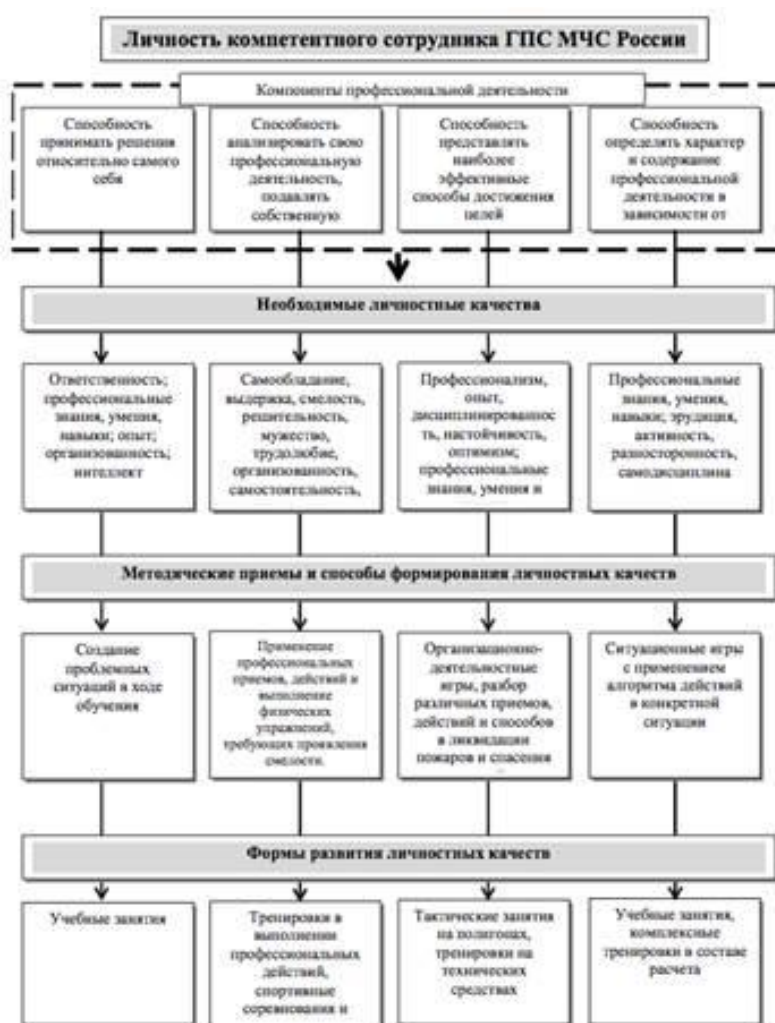 Личность компетентного сотрудника ГПС МЧС России
Компоненты профессиональной деятельности
Способность
принимать решения
относительно самого
себя
Способность
анализировать свою
профессиональную
деятельность,
подавлять
собственную
Способность
представлять
наиболее
эффективные
способы достижения
целей
Способность
определять характер
и содержание
профессиональной
деятельности в
зависимости от
Необходимые личностные качества
Ответственность;
профессиональные
знания, умения,
навыки; опыт;
организованность;
интеллект
Самообладание,
выдержка, смелость,
решительность,
мужество,
трудолюбие,
организованность,
самостоятельность,
Профессионализм,
опыт,
дисциплинированнос
ть, настойчивость,
оптимизм;
профессиональные
знания, умения и
Профессиональные
знания, умения,
навыки; эрудиция,
активность,
разносторонность,
самодисциплина
Методические приемы и способы формирования личностных качеств
Создание
проблемных
ситуаций в ходе
обучения
Применение
профессиональных
приемов, действий и
выполнение
физических
упражнений,
требующих проявления
смелости.
Организационно-
деятельностные
игры, разбор
различных приемов,
действий и способов
в ликвидации
пожаров и спасения
Ситуационные игры
с применением
алгоритма действий
в конкретной
ситуации
Формы развития личностных качеств
Учебные занятия
Тренировки в
выполнении
профессиональных
действий,
спортивные
соревнования и
Тактические занятия
на полигонах,
тренировки на
технических
средствах
Учебные занятия,
комплексные
тренировки в составе
расчета